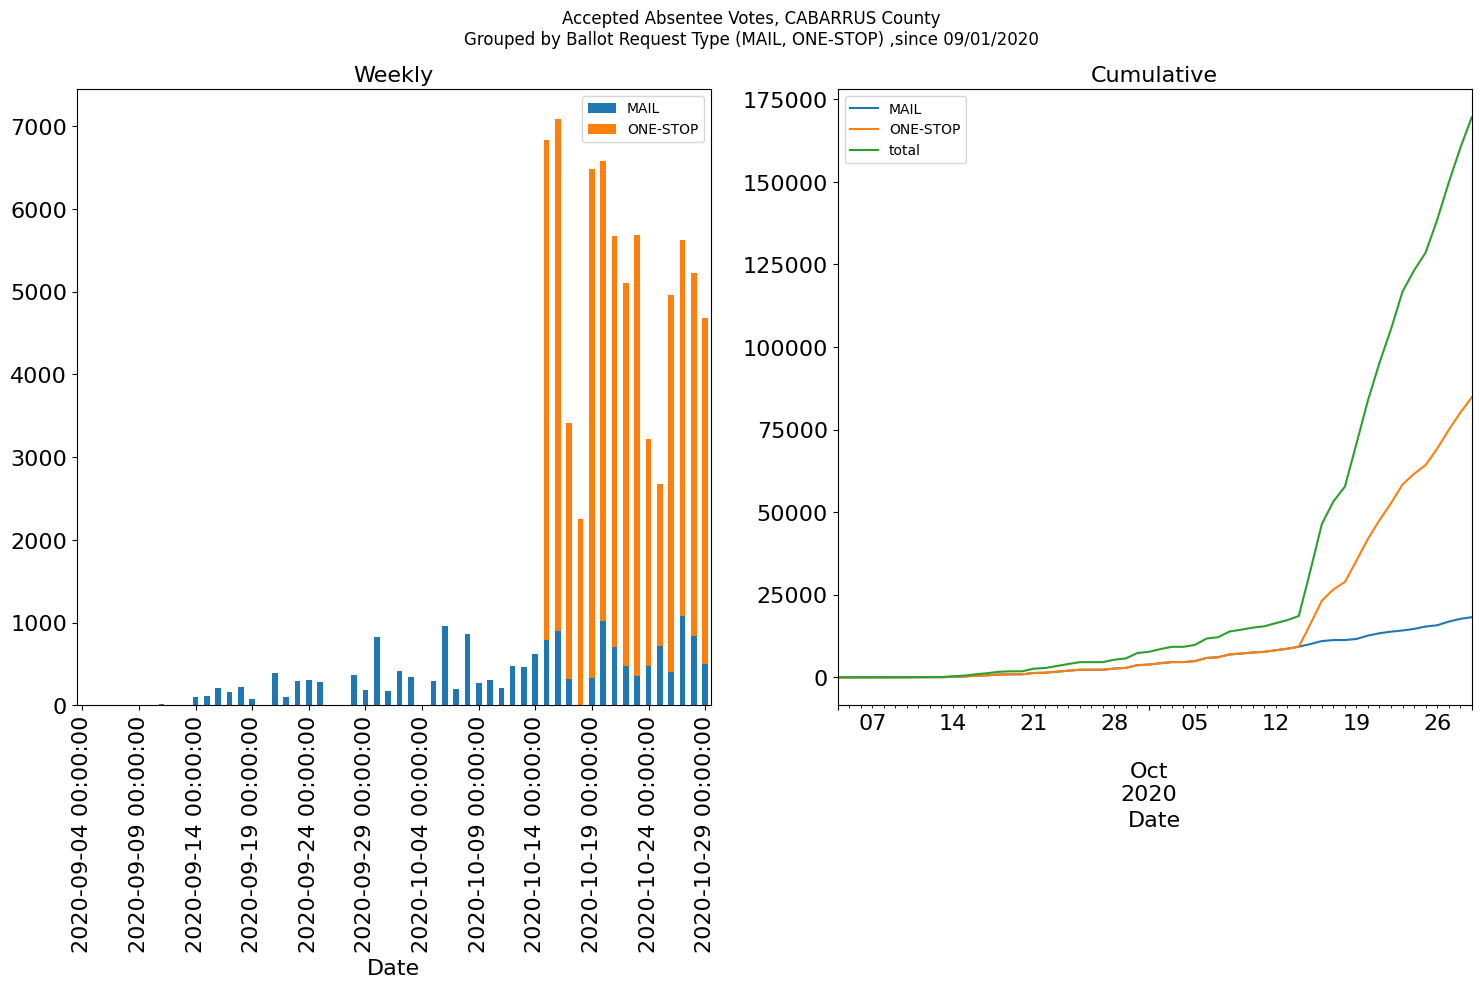 Accepted Absentee Votes, CABARRUS County
Grouped by Ballot Request Type (MAIL, ONE-STOP) ,since 09/01/2020
Weekly
MAIL
ONE-STOP
7000
6000
5000
4000
3000
2000
1000
0
2020-09-04 00:00:00
2020-09-09 00:00:00
2020-09-14 00:00:00
2020-09-19 00:00:00
2020-09-24 00:00:00
2020-09-29 00:00:00
2020-10-04 00:00:00
2020-10-09 00:00:00
2020-10-14 00:00:00
2020-10-19 00:00:00
2020-10-24 00:00:00
2020-10-29 00:00:00
Date
Cumulative
MAIL
ONE-STOP
total
175000
150000
125000
100000
75000
50000
25000
0
07 14 21 28 05 12 19 26
Oct
2020
Date